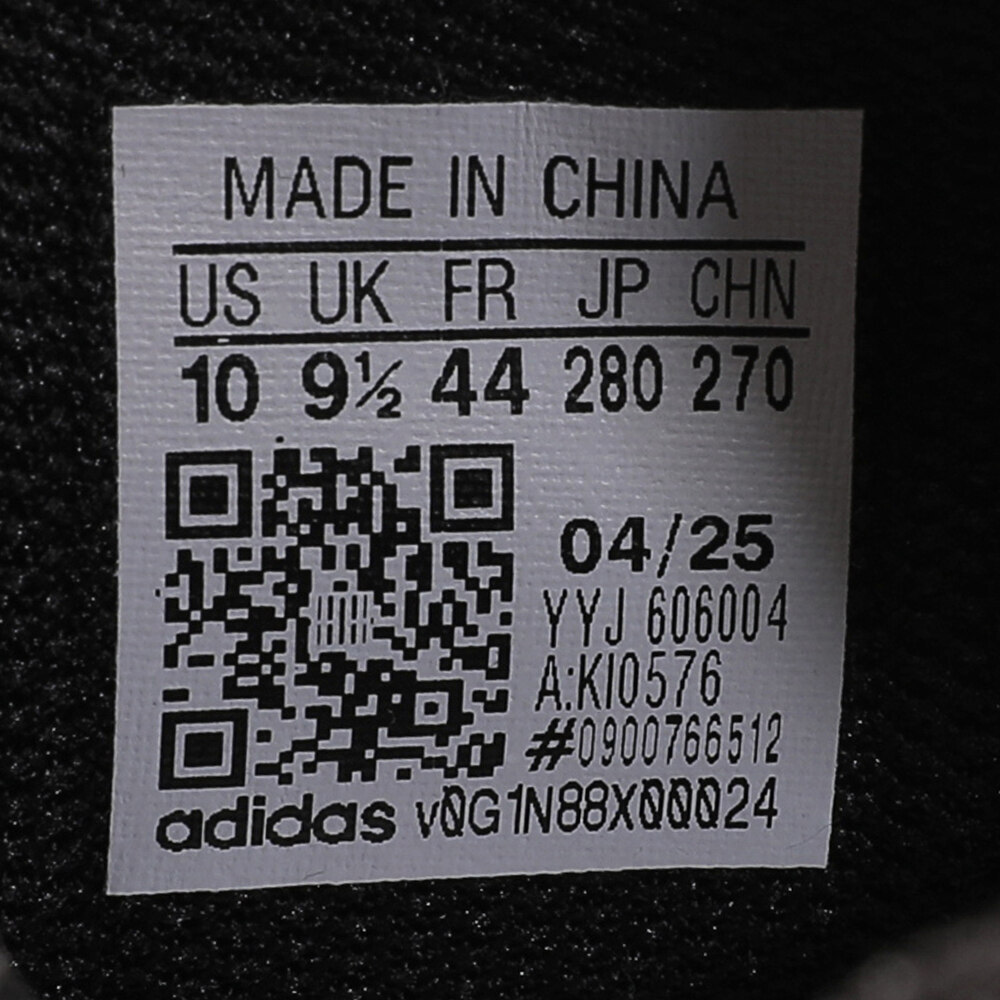 MADE IN CHINA
US UK FR JP CHN
10 9½ 44 280 270
04/25
YYJ 606004
A:KI0576
#0900766512
adidas v0G1N88X00024